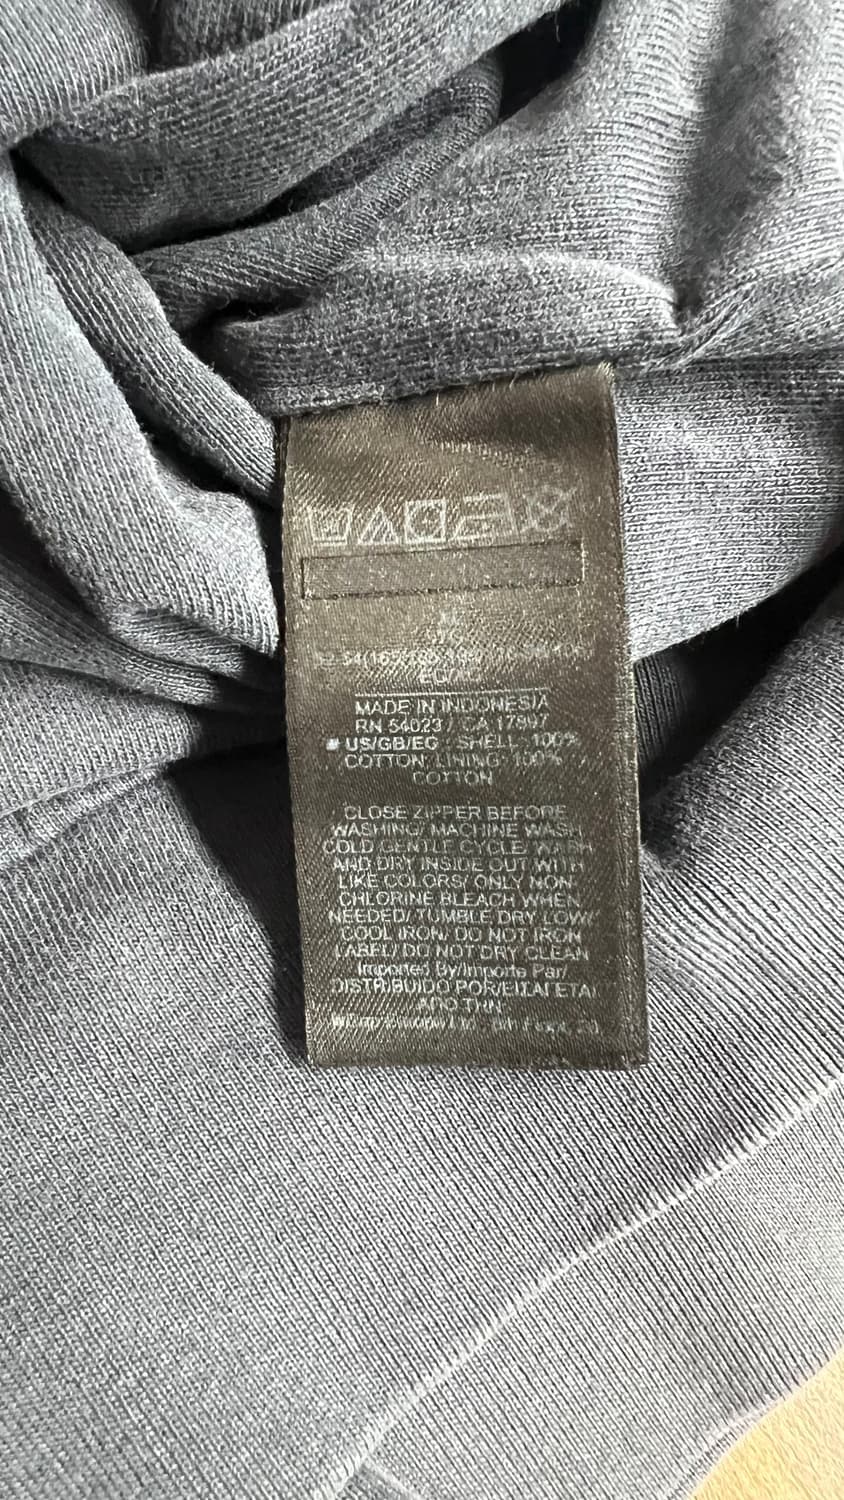 MADE IN INDONESIA
RN 54023 / CA 17897
# US/GB/EG : SHELL: 100%
COTTON LINING: 100%
COTTON
CLOSE ZIPPER BEFORE
WASHING/ MACHINE WASH
COLD GENTLE CYCLE/ WASH
AND DRY INSIDE OUT WITH
LIKE COLORS/ ONLY NON-
CHLORINE BLEACH WHEN
NEEDED/ TUMBLE DRY LOW/
COOL IRON/ DO NOT IRON
LABEL/ DO NOT DRY CLEAN
Imported By/Importe Par/
DISTRIBUIDO POR/ΕΙΣΑΓΕΤΑΙ
ΑΠΟ ΤΗΝ